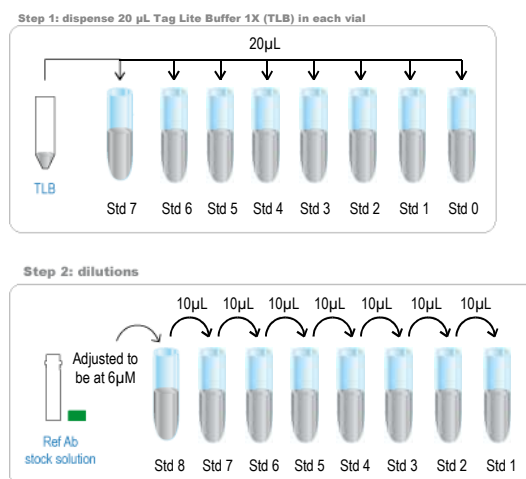 Step 1: dispense 20 µL Tag Lite Buffer 1X (TLB) in each vial
20µL
TLB
Std 7 Std 6 Std 5 Std 4 Std 3 Std 2 Std 1 Std 0
Step 2: dilutions
10µL 10µL 10µL 10µL 10µL 10µL 10µL
Adjusted to
be at 6µM
Ref Ab
stock solution
Std 8 Std 7 Std 6 Std 5 Std 4 Std 3 Std 2 Std 1